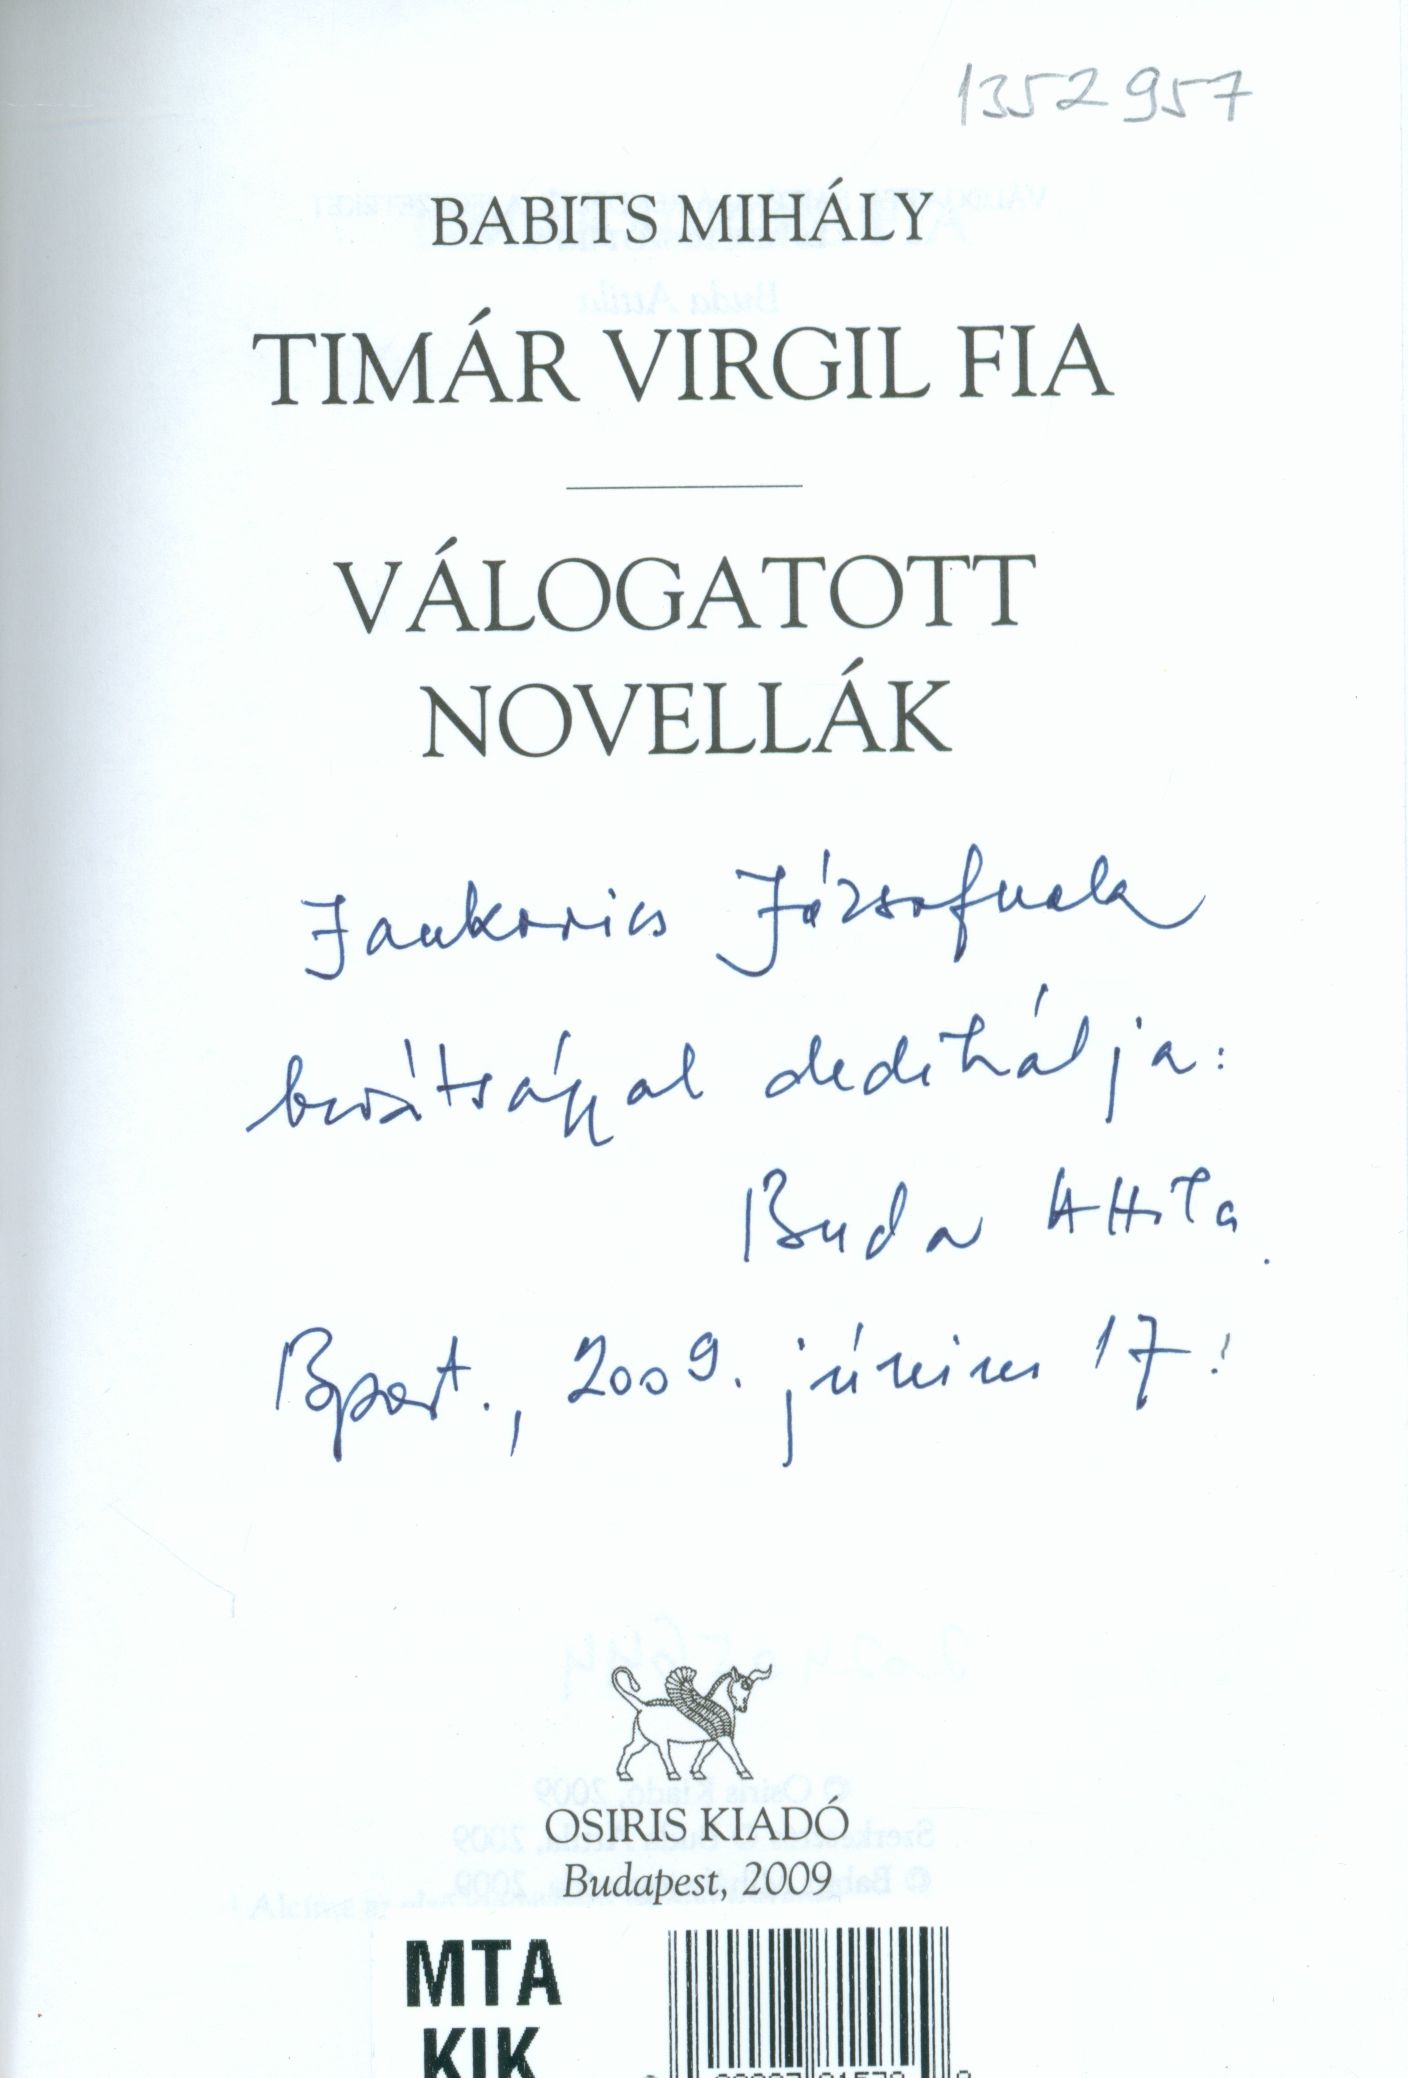 1352957
BABITS MIHÁLY
TIMÁR VIRGIL FIA
VÁLOGATOTT
NOVELLÁK
Jankovics Józsefnek
barátsággal dedikálja:
Buda Attila.
Bpest., 2009. június 17.
OSIRIS KIADÓ
Budapest, 2009
MTA
KIK